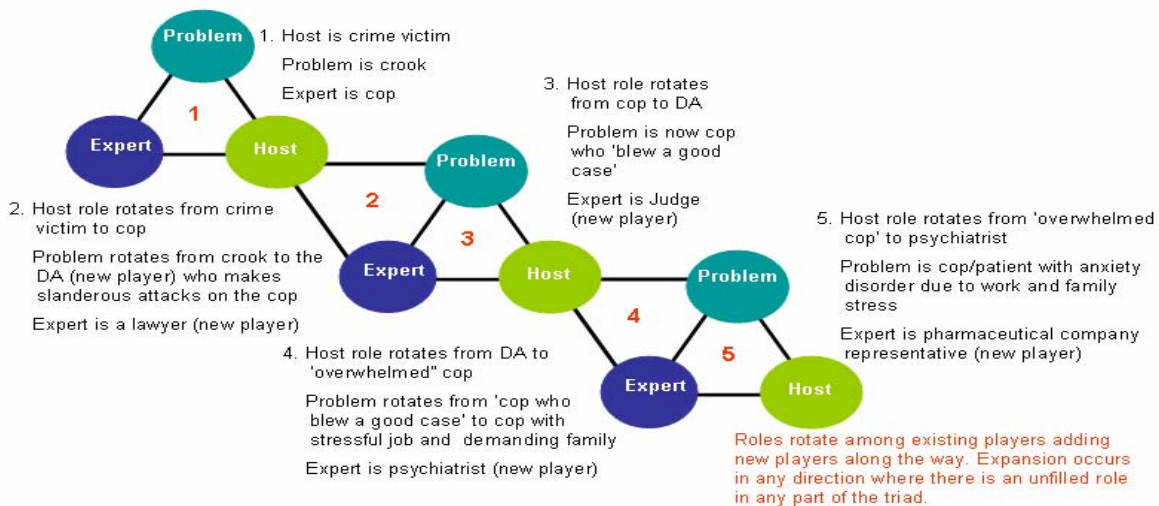 Problem
Expert
1
Host
1. Host is crime victim
Problem is crook
Expert is cop
2. Host role rotates from crime
victim to cop
Problem rotates from crook to the
DA (new player) who makes
slanderous attacks on the cop
Expert is a lawyer (new player)
2
Problem
Expert
3
Host
3. Host role rotates
from cop to DA
Problem is now cop
who 'blew a good
case'
Expert is Judge
(new player)
4. Host role rotates from DA to
'overwhelmed" cop
Problem rotates from 'cop who
blew a good case' to cop with
stressful job and demanding family
Expert is psychiatrist (new player)
4
Problem
Expert
5
Host
5. Host role rotates from 'overwhelmed
cop' to psychiatrist
Problem is cop/patient with anxiety
disorder due to work and family
stress
Expert is pharmaceutical company
representative (new player)
Roles rotate among existing players adding
new players along the way. Expansion occurs
in any direction where there is an unfilled role
in any part of the triad.